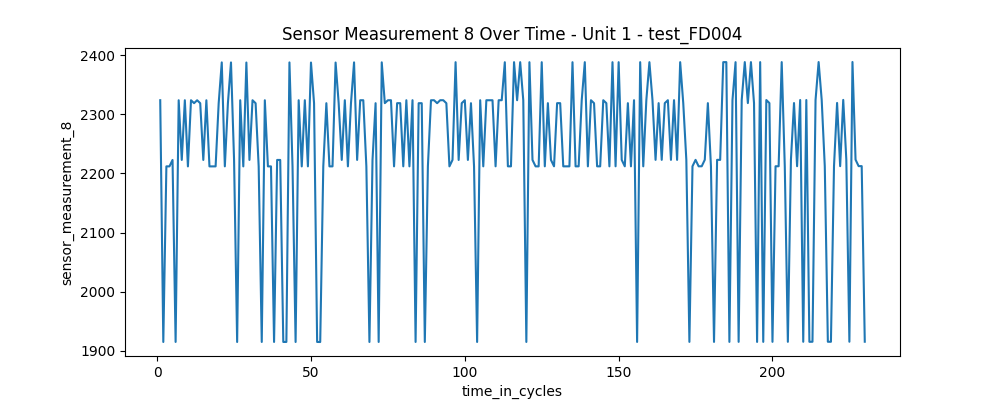 Sensor Measurement 8 Over Time - Unit 1 - test_FD004
2400
2300
2200
2100
2000
1900
sensor_measurement_8
0 50 100 150 200
time_in_cycles